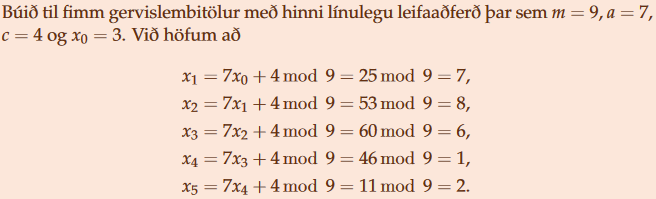 Búið til fimm gervislembitölur með hinni línulegu leifaaðferð þar sem m = 9, a = 7,
c = 4 og x₀ = 3. Við höfum að
x₁ = 7x₀ + 4 mod 9 = 25 mod 9 = 7,
x₂ = 7x₁ + 4 mod 9 = 53 mod 9 = 8,
x₃ = 7x₂ + 4 mod 9 = 60 mod 9 = 6,
x₄ = 7x₃ + 4 mod 9 = 46 mod 9 = 1,
x₅ = 7x₄ + 4 mod 9 = 11 mod 9 = 2.